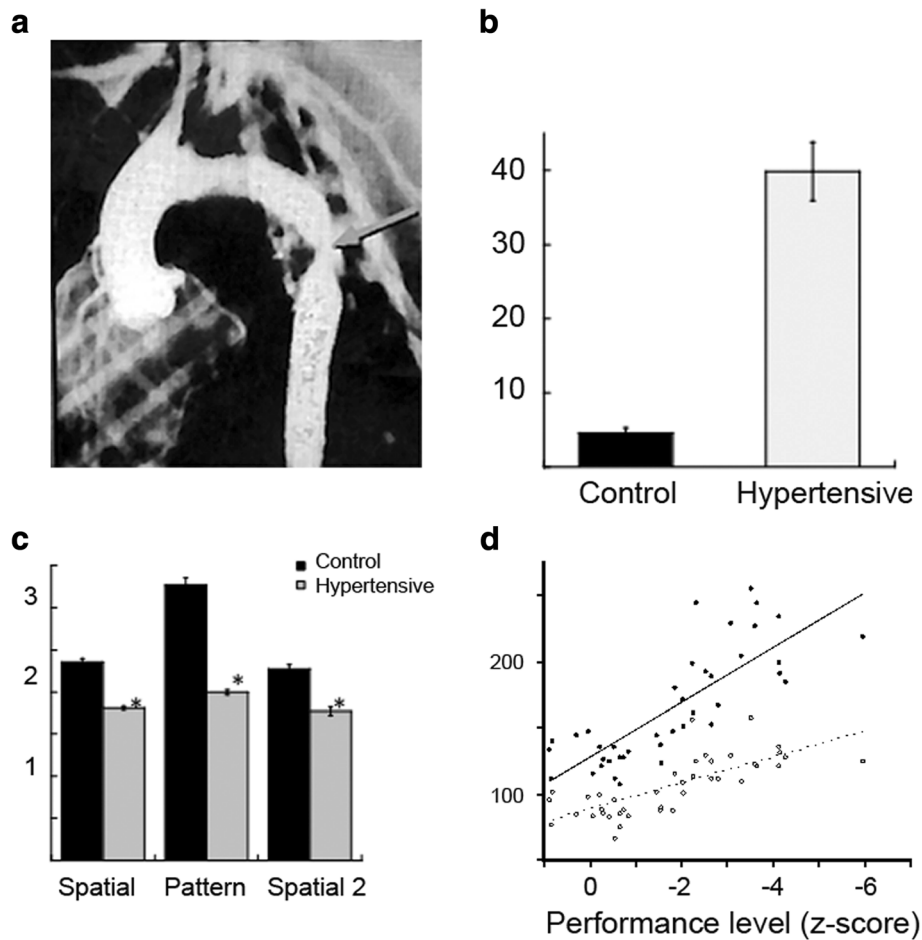 a
b
40
30
20
10
Control
Hypertensive
c
Control
Hypertensive
3
2
1
*
*
*
Spatial
Pattern
Spatial 2
d
200
100
0
-2
-4
-6
Performance level (z-score)